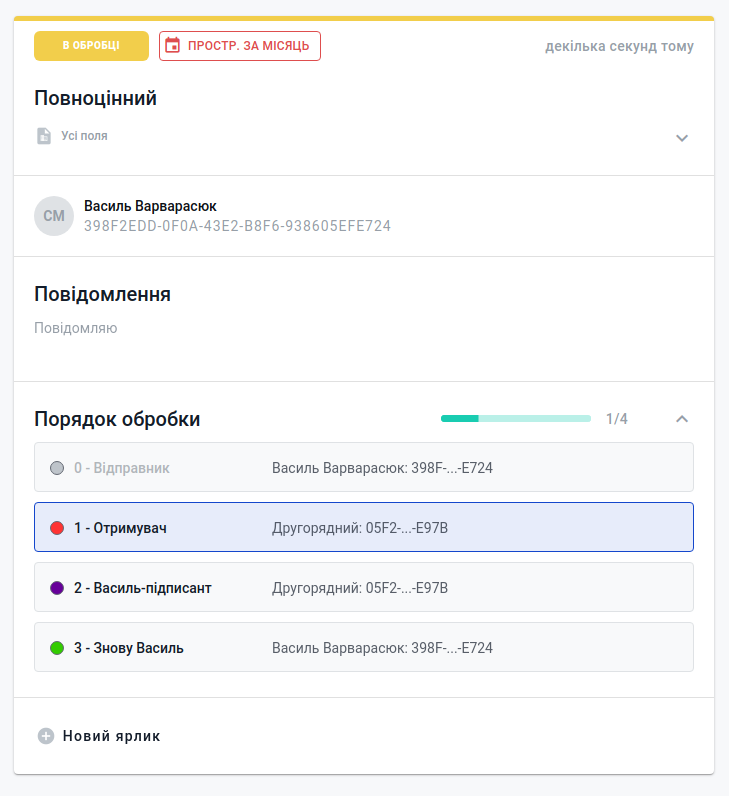 В ОБРОБЦІ
ПРОСТР. ЗА МІСЯЦЬ
декілька секунд тому
Повноцінний
Усі поля
СМ
Василь Варварасюк
398F2EDD-0F0A-43E2-B8F6-938605EFE724
Повідомлення
Повідомляю
Порядок обробки
1/4
0 - Відправник Василь Варварасюк: 398F-...-E724
1 - Отримувач Другорядний: 05F2-...-E97B
2 - Василь-підписант Другорядний: 05F2-...-E97B
3 - Знову Василь Василь Варварасюк: 398F-...-E724
Новий ярлик